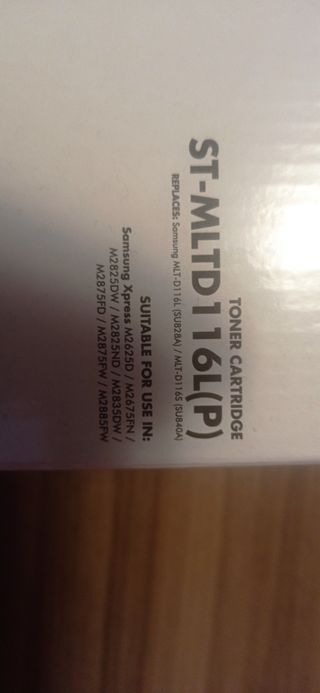 TONER CARTRIDGE
ST-MLTD116L(P)
REPLACES: Samsung MLT-D116L (SU828A) / MLT-D116S (SU840A)
SUITABLE FOR USE IN:
Samsung Xpress M2625D / M2675FN /
M2825DW / M2825ND / M2835DW /
M2875FD / M2875FW / M2885FW